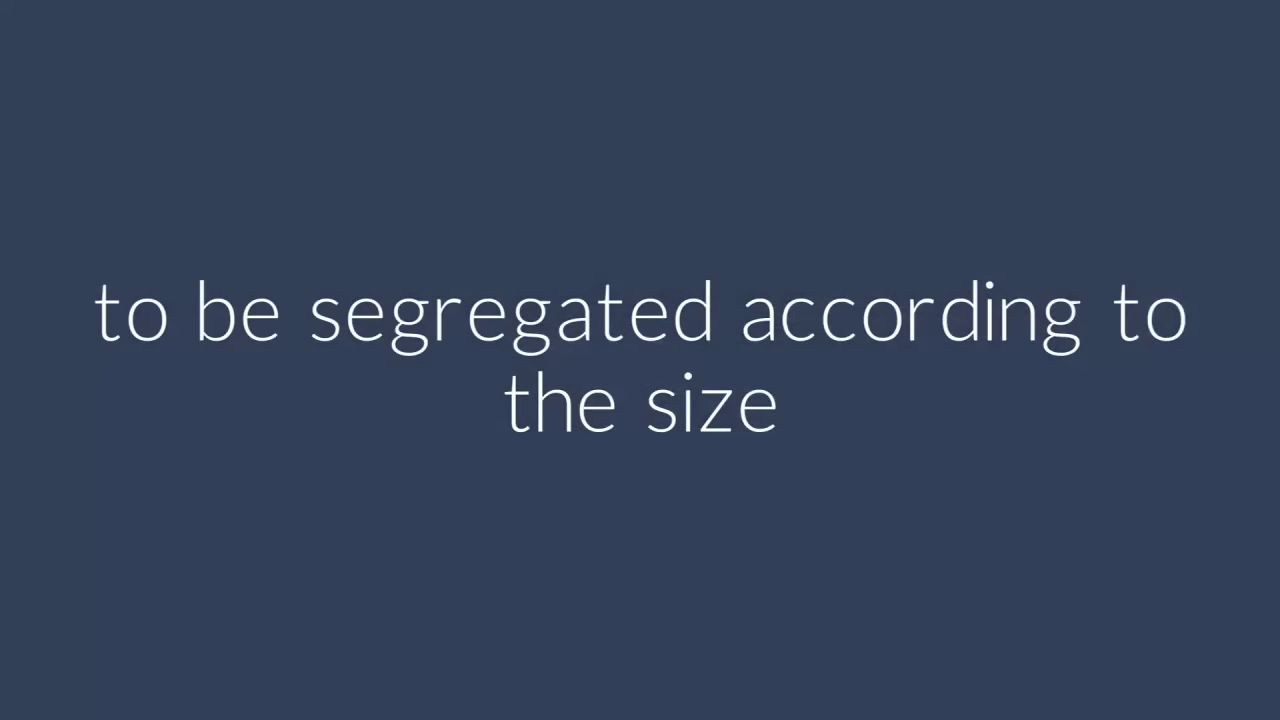 to be segregated according to
the size